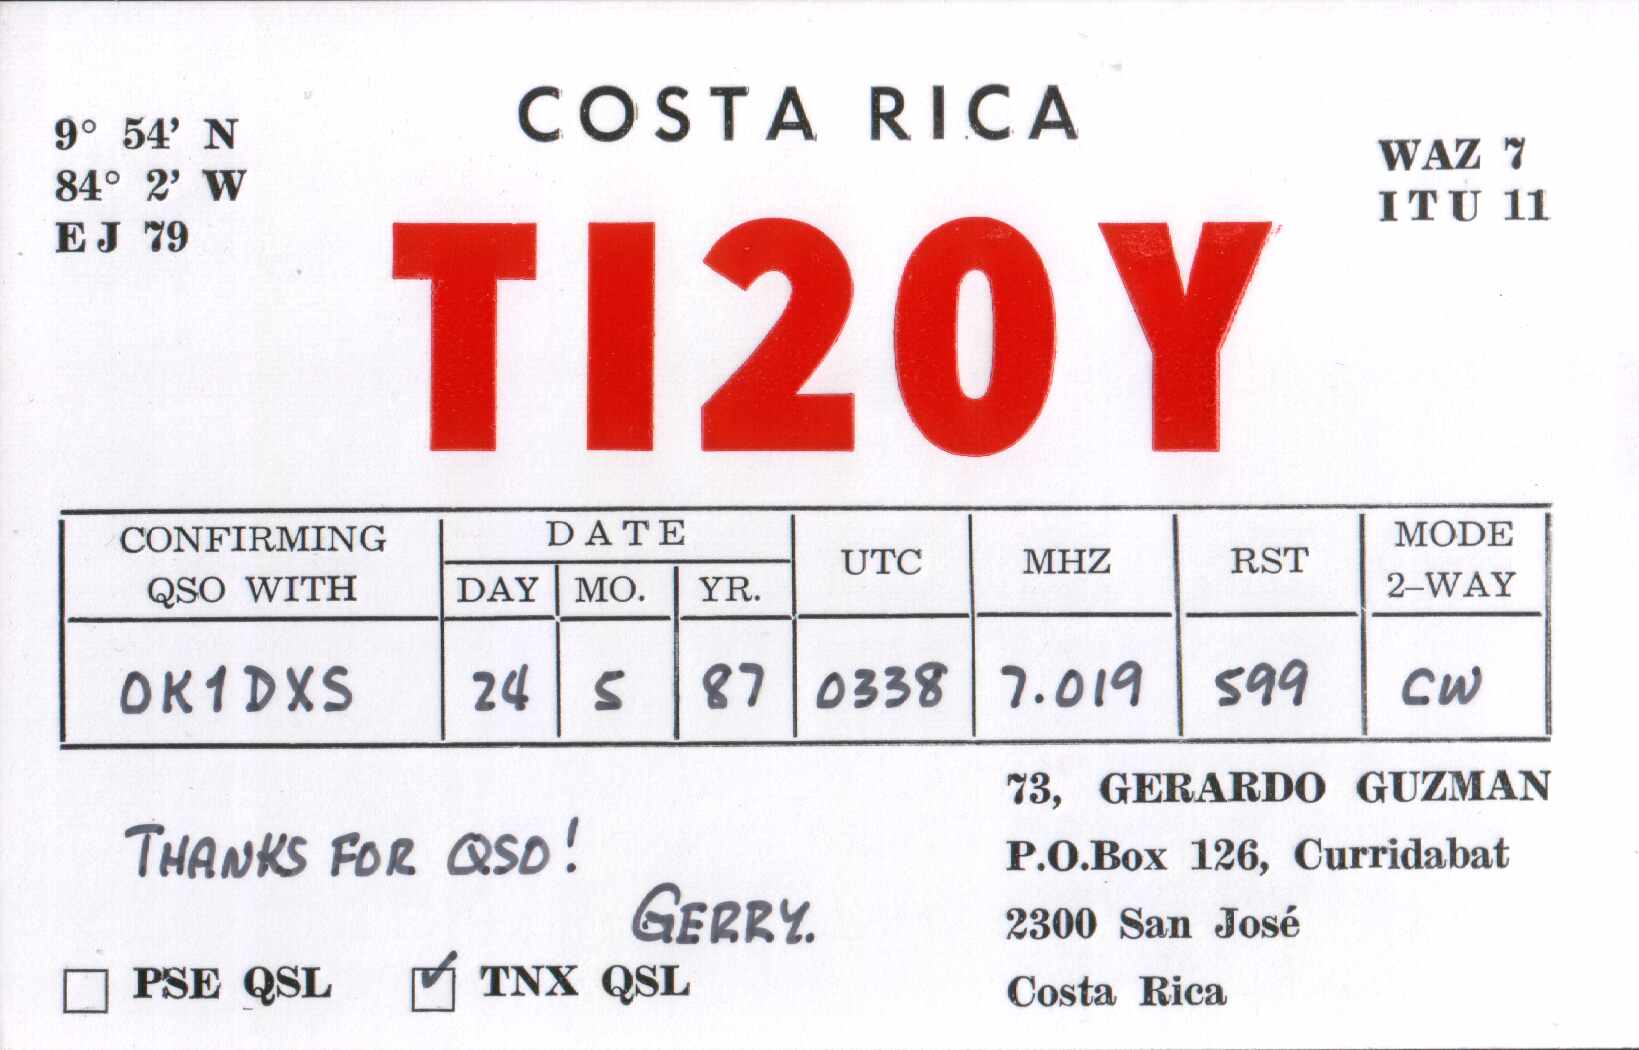 COSTA RICA
9° 54' N
84° 2' W
EJ 79
WAZ 7
ITU 11
TI2OY
CONFIRMING QSO WITH
DATE
DAY MO. YR.
UTC
MHZ
RST
MODE 2-WAY
OK1DXS 24 5 87 0338 7.019 599 CW
THANKS FOR QSO!
GERRY.
PSE QSL TNX QSL
73, GERARDO GUZMAN
P.O.Box 126, Curridabat
2300 San José
Costa Rica